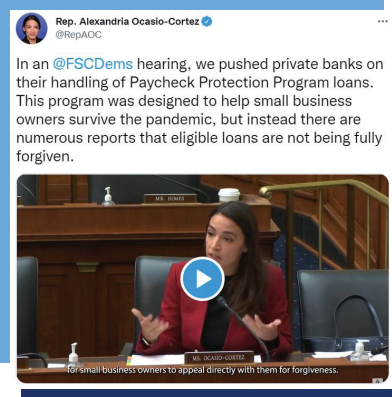 Rep. Alexandria Ocasio-Cortez
@RepAOC
In an @FSCDems hearing, we pushed private banks on
their handling of Paycheck Protection Program loans.
This program was designed to help small business
owners survive the pandemic, but instead there are
numerous reports that eligible loans are not being fully
forgiven.
MR. HIMES
MS. OCASIO-CORTEZ
for small business owners to appeal directly with them for forgiveness.